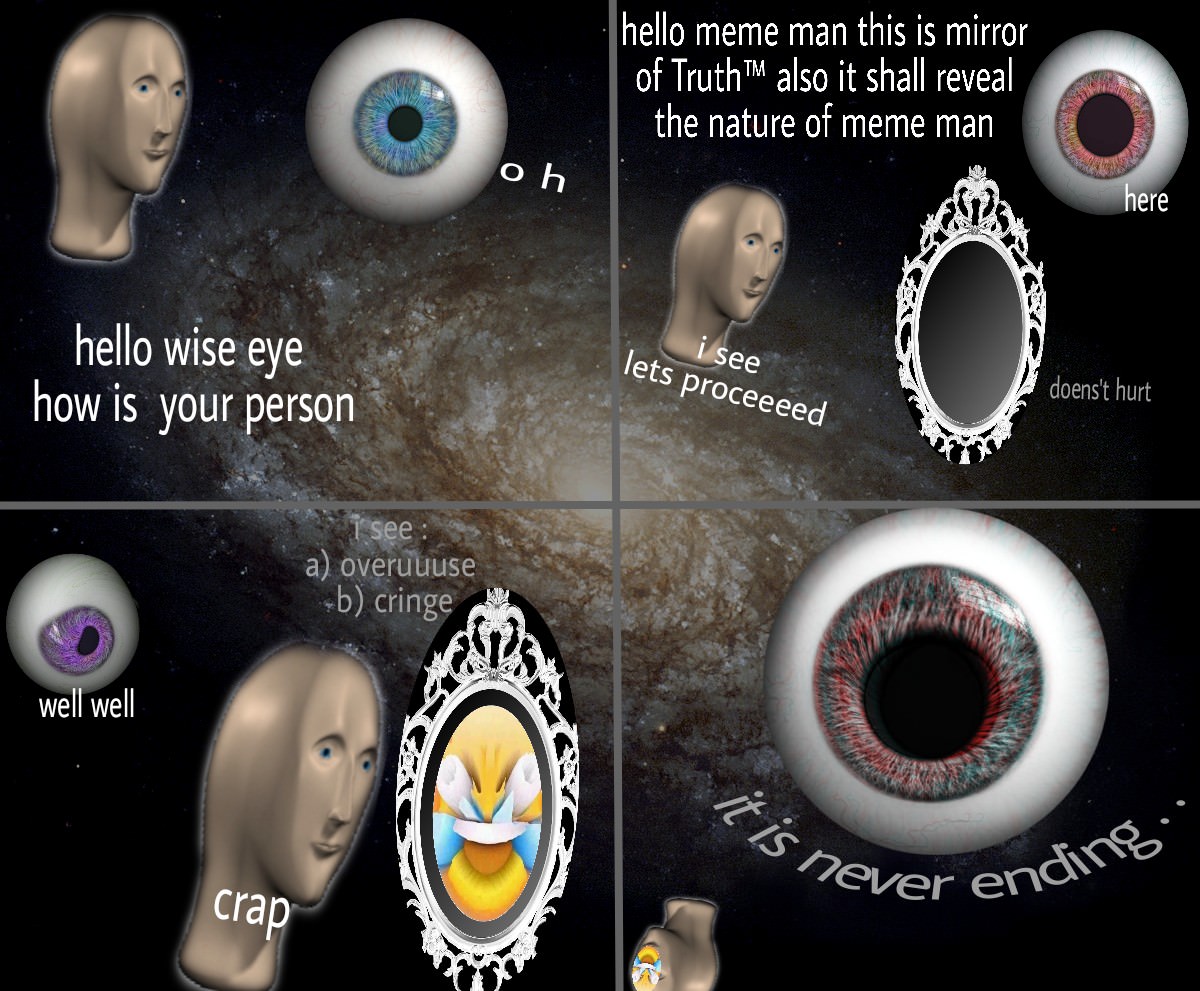 hello wise eye
how is  your person
o h
hello meme man this is mirror
of Truth™ also it shall reveal
the nature of meme man
here
i see
lets proceeeed
doens't hurt
i see :
a) overuuuse
b) cringe
well well
crap
it is never ending . .